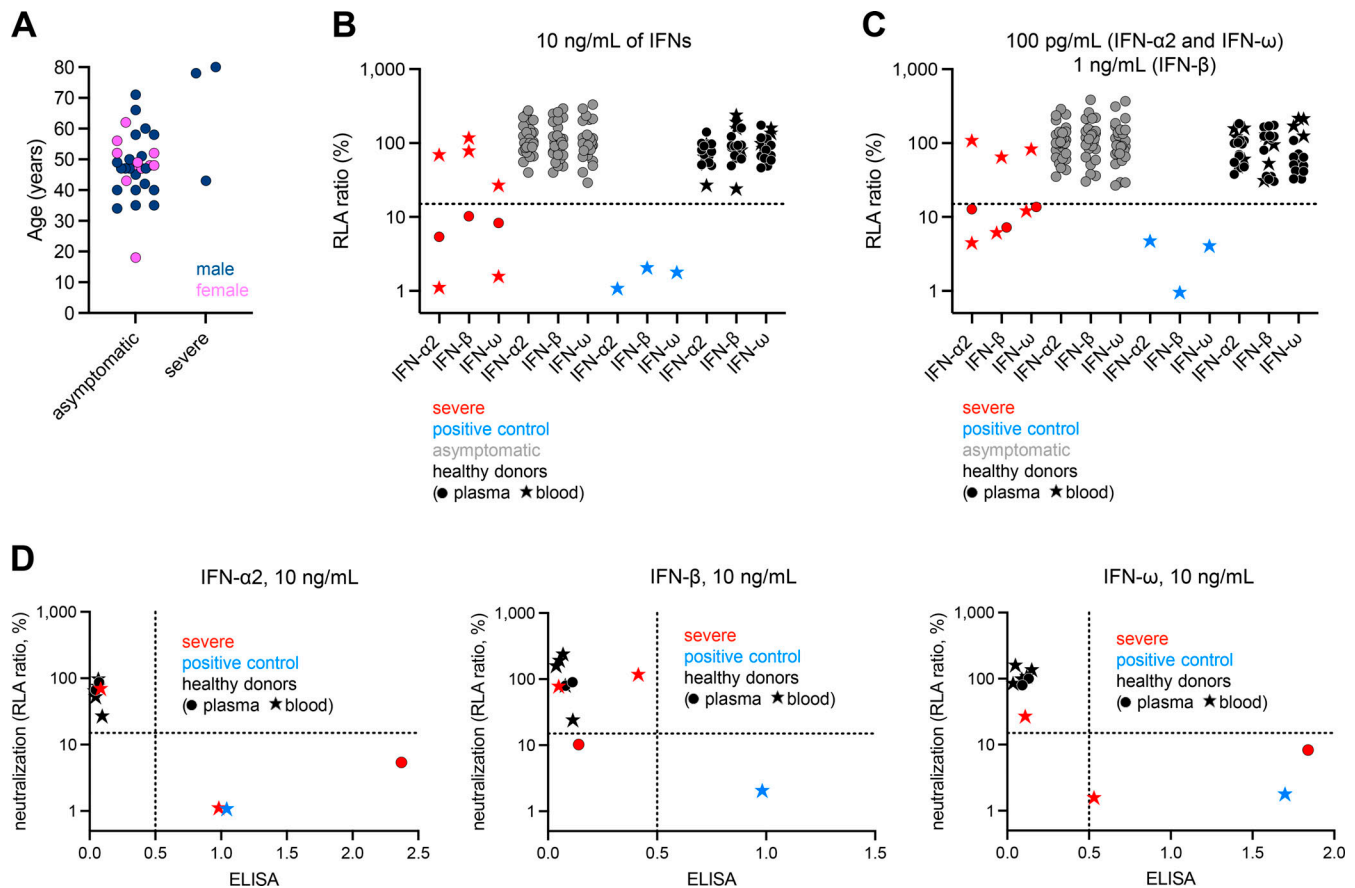 A
Age (years)
80
70
60
50
40
30
20
10
0
male
female
asymptomatic
severe
B
10 ng/mL of IFNs
RLA ratio (%)
1,000
100
10
1
IFN-α2
IFN-β
IFN-ω
IFN-α2
IFN-β
IFN-ω
IFN-α2
IFN-β
IFN-ω
IFN-α2
IFN-β
IFN-ω
severe
positive control
asymptomatic
healthy donors
(● plasma ★ blood)
C
100 pg/mL (IFN-α2 and IFN-ω)
1 ng/mL (IFN-β)
RLA ratio (%)
1,000
100
10
1
IFN-α2
IFN-β
IFN-ω
IFN-α2
IFN-β
IFN-ω
IFN-α2
IFN-β
IFN-ω
IFN-α2
IFN-β
IFN-ω
severe
positive control
asymptomatic
healthy donors
(● plasma ★ blood)
D
IFN-α2, 10 ng/mL
neutralization (RLA ratio, %)
1,000
100
10
1
severe
positive control
healthy donors
(● plasma ★ blood)
0.0 0.5 1.0 1.5 2.0 2.5
ELISA
IFN-β, 10 ng/mL
neutralization (RLA ratio, %)
1,000
100
10
1
severe
positive control
healthy donors
(● plasma ★ blood)
0.0 0.5 1.0 1.5
ELISA
IFN-ω, 10 ng/mL
neutralization (RLA ratio, %)
1,000
100
10
1
severe
positive control
healthy donors
(● plasma ★ blood)
0.0 0.5 1.0 1.5 2.0
ELISA